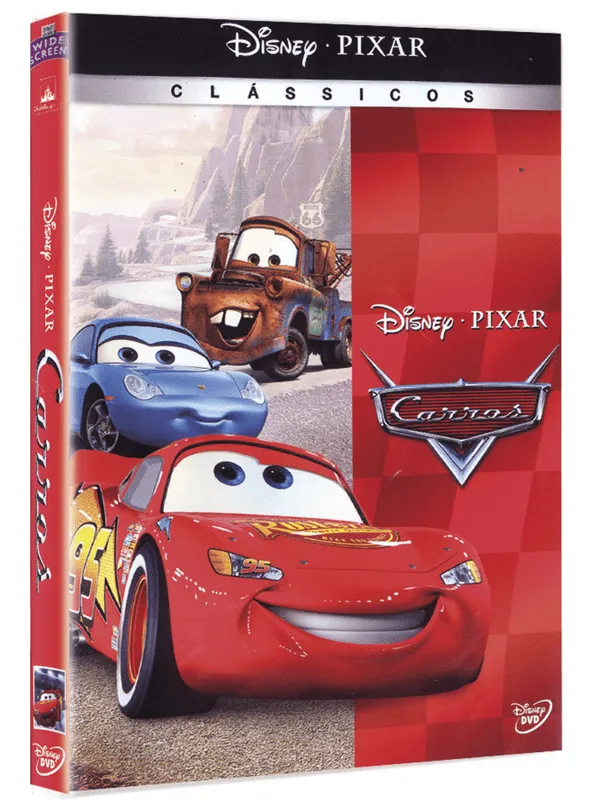 DISNEY · PIXAR
CLÁSSICOS
WIDE
SCREEN
DISNEY · PIXAR
Carros
ROUTE
66
DISNEY · PIXAR
Carros
95
95
DISNEY
DVD
DISNEY
DVD